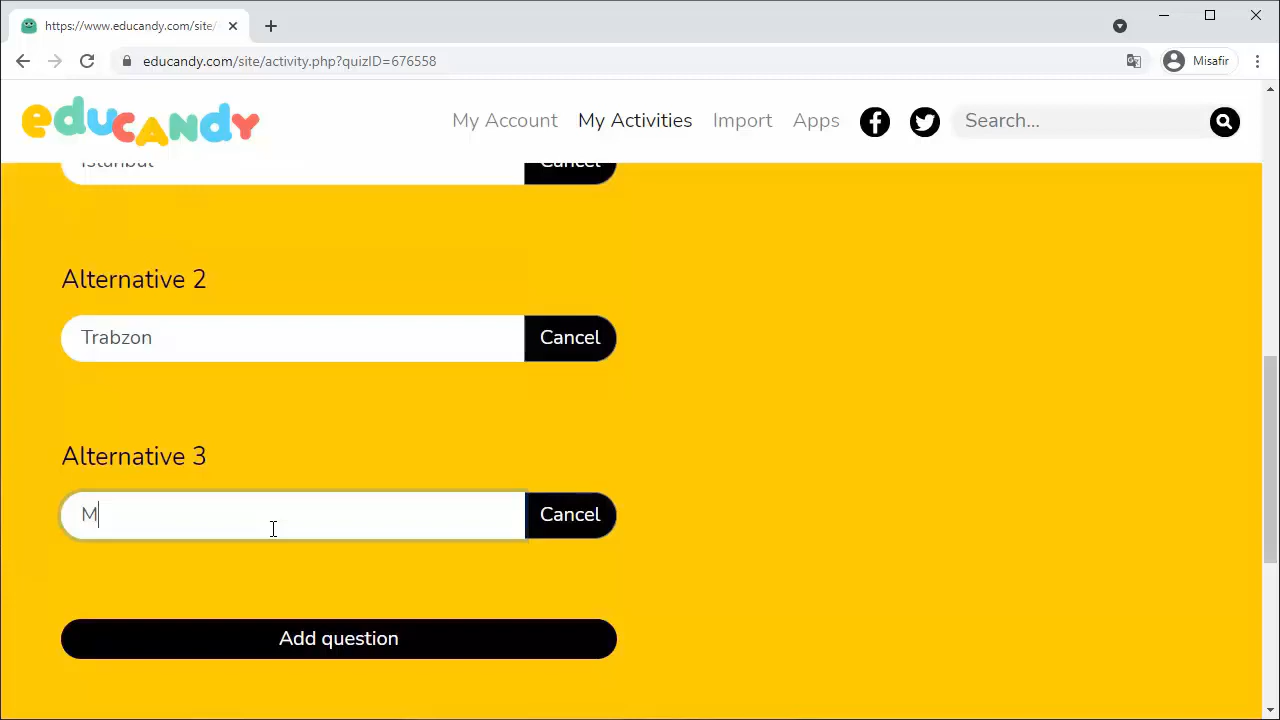 https://www.educandy.com/site/
educandy.com/site/activity.php?quizID=676558
Misafir
educandy
My Account My Activities Import Apps Search...
Istanbul Cancel
Alternative 2
Trabzon Cancel
Alternative 3
M Cancel
Add question